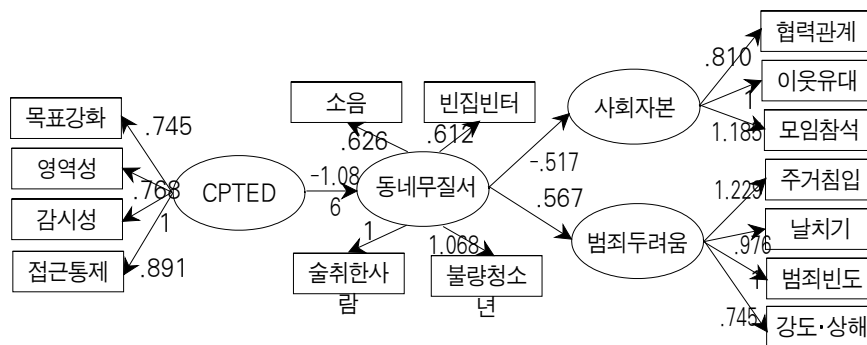 협력관계
.810
이웃유대
1
사회자본
1.185
모임참석
소음
빈집빈터
.626
.612
목표강화
.745
영역성
.768
CPTED
-1.08
6
동네무질서
-.517
.567
감시성
1
접근통제
.891
1
1.068
술취한사
람
불량청소
년
범죄두려움
1.229
주거침입
.976
날치기
1
범죄빈도
.745
강도·상해